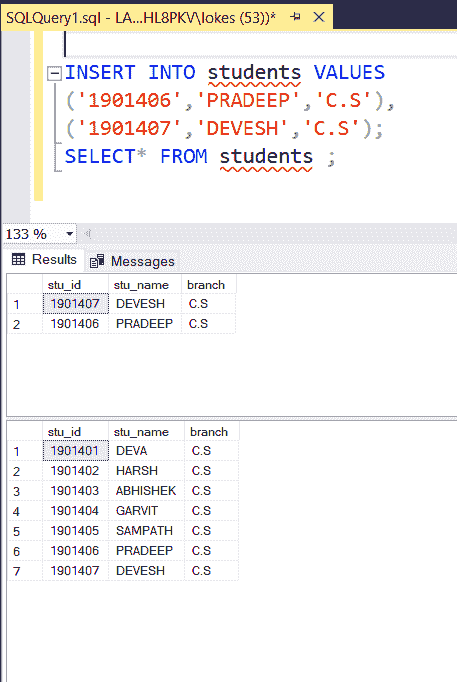 SQLQuery1.sql - LA...HL8PKV\lokes (53))*
INSERT INTO students VALUES
('1901406','PRADEEP','C.S'),
('1901407','DEVESH','C.S');
SELECT* FROM students ;
133 %
Results Messages
stu_id stu_name branch
1 1901407 DEVESH C.S
2 1901406 PRADEEP C.S
stu_id stu_name branch
1 1901401 DEVA C.S
2 1901402 HARSH C.S
3 1901403 ABHISHEK C.S
4 1901404 GARVIT C.S
5 1901405 SAMPATH C.S
6 1901406 PRADEEP C.S
7 1901407 DEVESH C.S